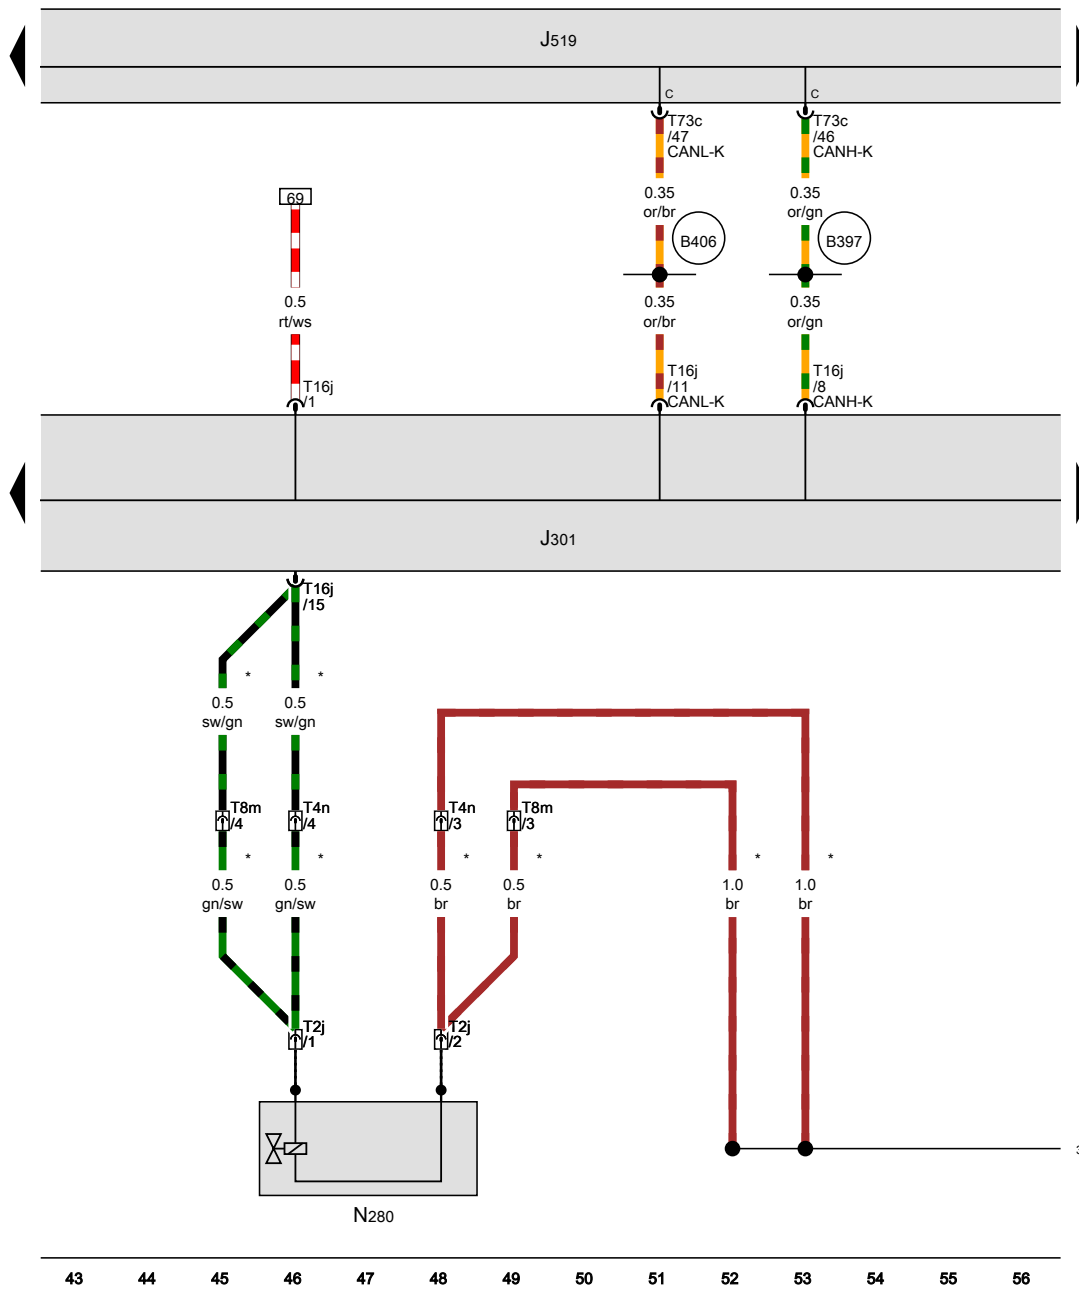 J519
C
C
T73c
/47
CANL-K
T73c
/46
CANH-K
69
0.35
or/br
0.35
or/gn
B406
B397
0.5
rt/ws
0.35
or/br
0.35
or/gn
T16j
/1
T16j
/11
CANL-K
T16j
/8
CANH-K
J301
T16j
/15
*
*
0.5
sw/gn
0.5
sw/gn
T8m
/4
T4n
/4
T4n
/3
T8m
/3
*
*
*
*
*
*
0.5
gn/sw
0.5
gn/sw
0.5
br
0.5
br
1.0
br
1.0
br
T2j
/1
T2j
/2
N280
43 44 45 46 47 48 49 50 51 52 53 54 55 56